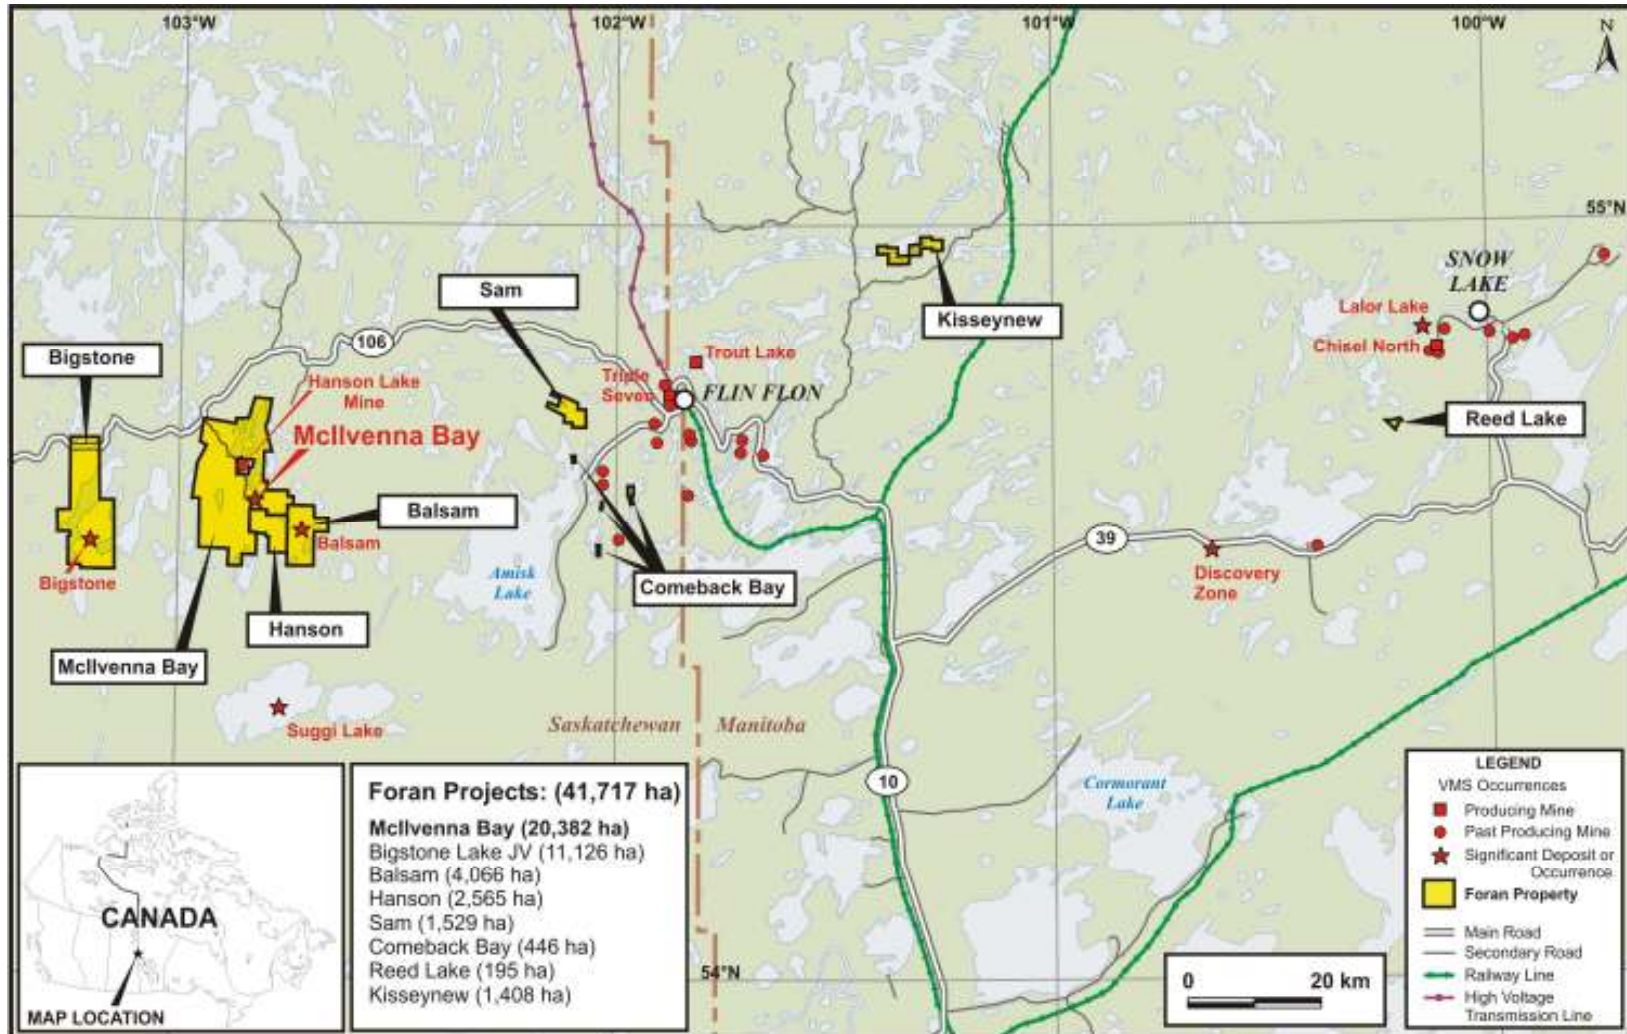 103°W
102°W
101°W
100°W
N
55°N
SNOW
LAKE
Sam
Kisseynew
Lalor Lake
Chisel North
106
Bigstone
Trout Lake
Hanson Lake
Mine
Triple
Seven
FLIN FLON
Reed Lake
McIlvenna Bay
Balsam
Balsam
39
Bigstone
Amisk
Lake
Comeback Bay
Discovery
Zone
Hanson
McIlvenna Bay
Suggi Lake
Saskatchewan
Manitoba
10
Cormorant
Lake
54°N
CANADA
MAP LOCATION
Foran Projects: (41,717 ha)
McIlvenna Bay (20,382 ha)
Bigstone Lake JV (11,126 ha)
Balsam (4,066 ha)
Hanson (2,565 ha)
Sam (1,529 ha)
Comeback Bay (446 ha)
Reed Lake (195 ha)
Kisseynew (1,408 ha)
0 20 km
LEGEND
VMS Occurrences
Producing Mine
Past Producing Mine
Significant Deposit or
Occurrence
Foran Property
Main Road
Secondary Road
Railway Line
High Voltage
Transmission Line